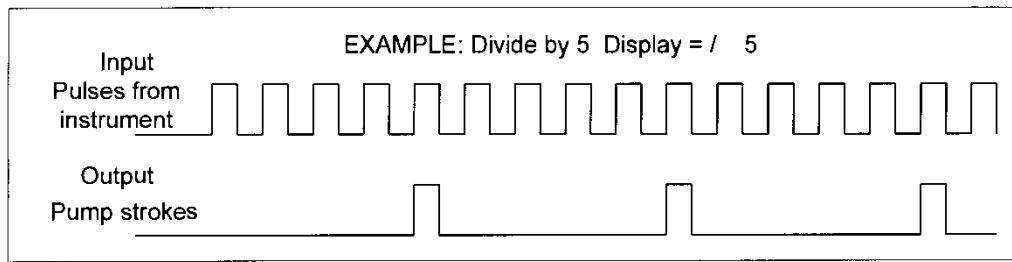 EXAMPLE: Divide by 5 Display = / 5
Input
Pulses from
instrument
Output
Pump strokes